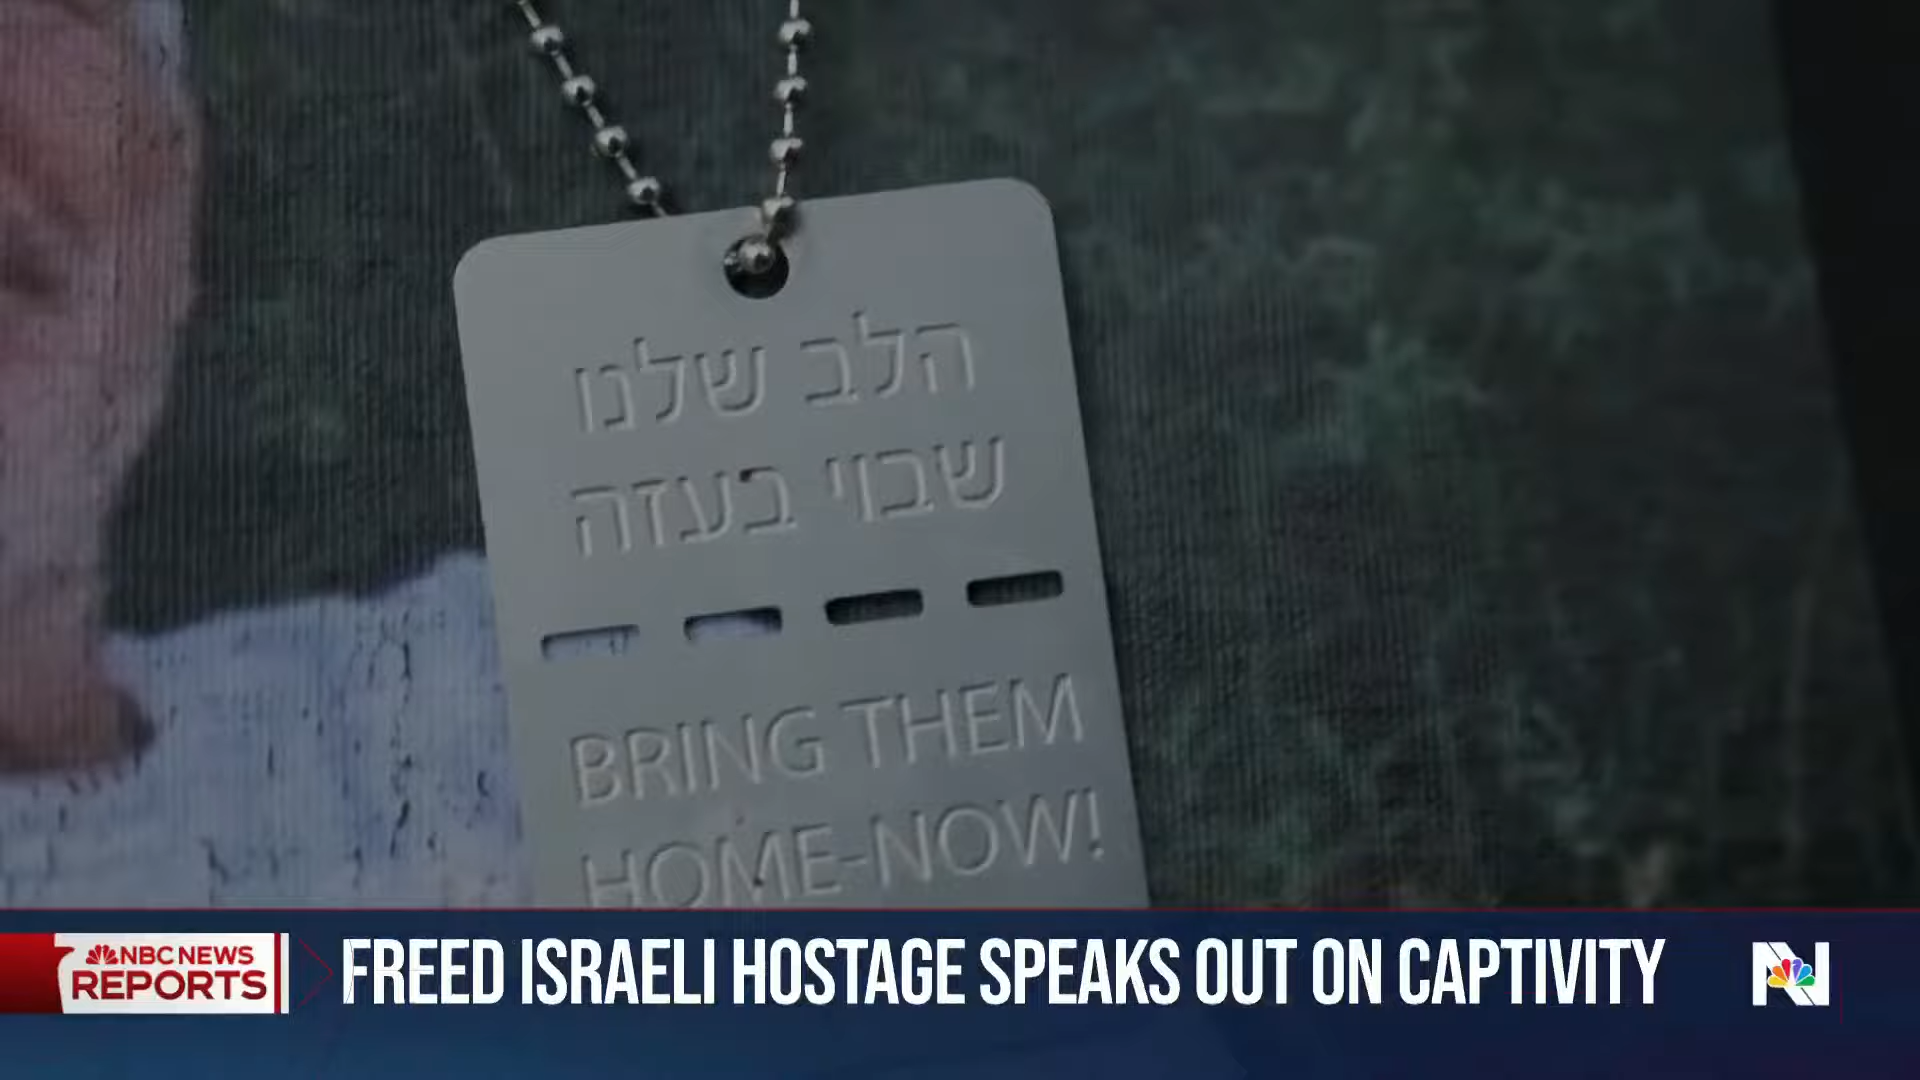 הלב שלנו
שבוי בעזה
BRING THEM
HOME-NOW!
NBC NEWS
REPORTS
FREED ISRAELI HOSTAGE SPEAKS OUT ON CAPTIVITY